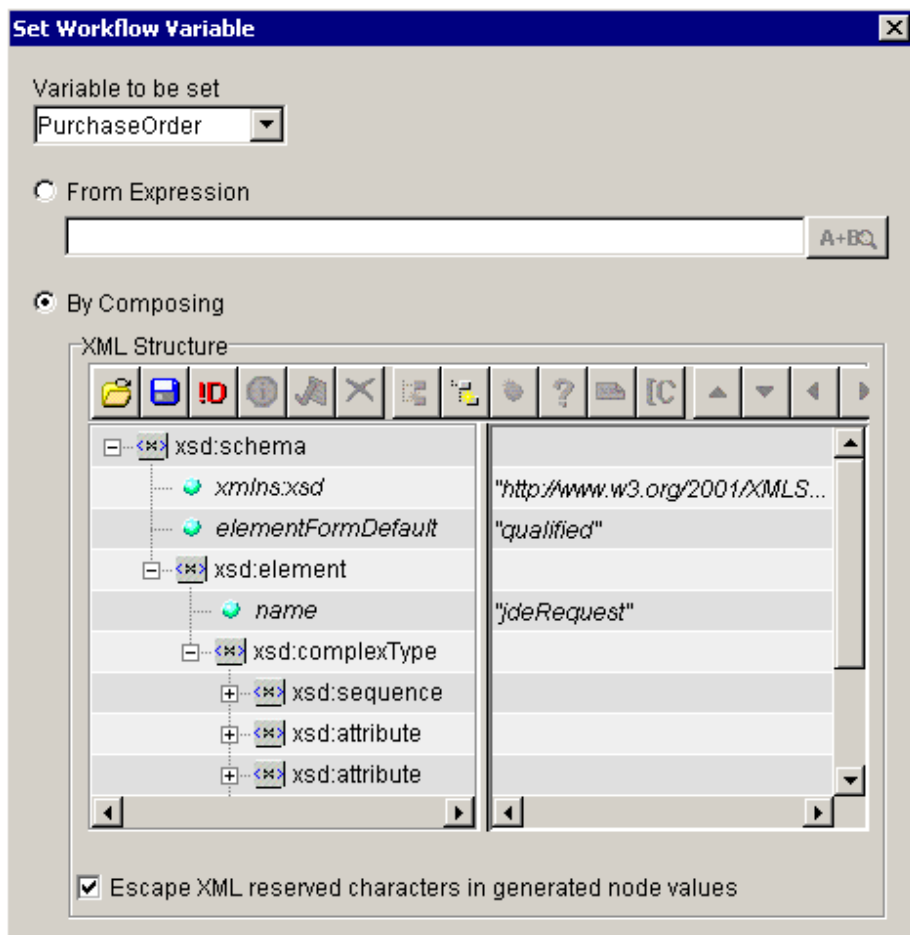 Set Workflow Variable
Variable to be set
PurchaseOrder
From Expression
A+B
By Composing
XML Structure
!D ? [C
xsd:schema
xmlns:xsd "http://www.w3.org/2001/XMLS...
elementFormDefault "qualified"
xsd:element
name "jdeRequest"
xsd:complexType
xsd:sequence
xsd:attribute
xsd:attribute
Escape XML reserved characters in generated node values